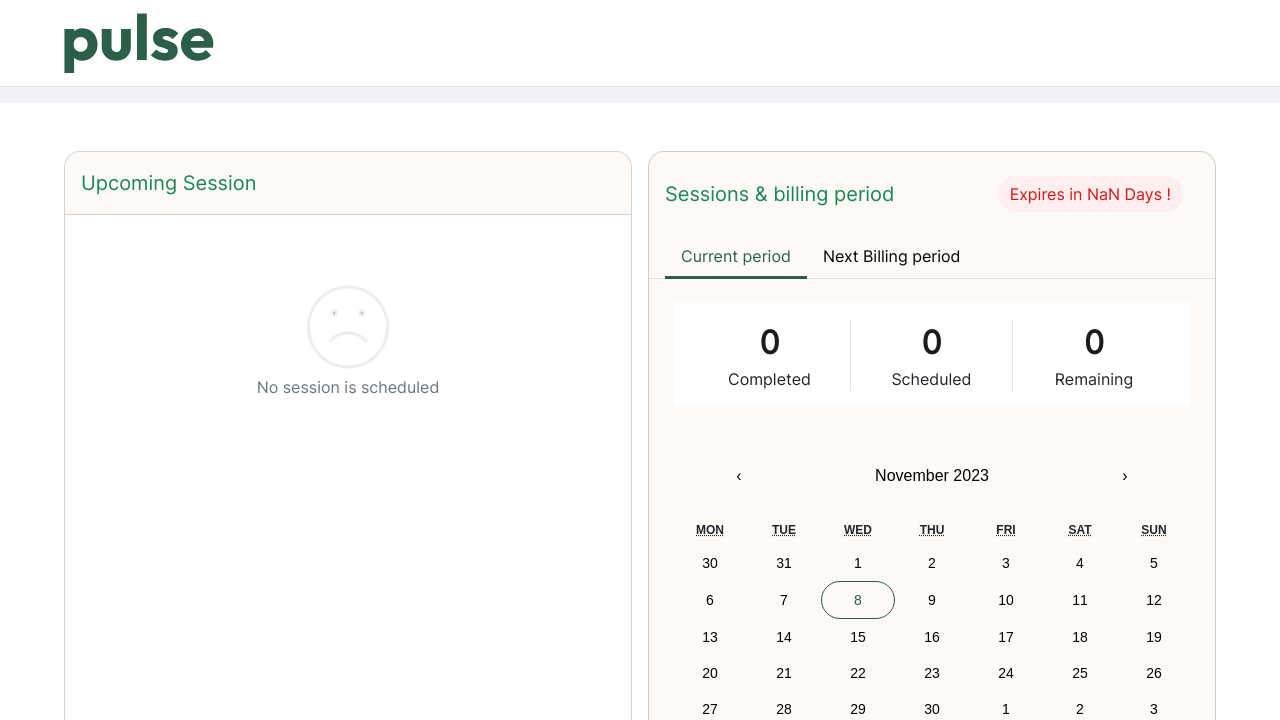 pulse
Upcoming Session
No session is scheduled
Sessions & billing period
Expires in NaN Days !
Current period
Next Billing period
0
Completed
0
Scheduled
0
Remaining
‹ November 2023 ›
MON TUE WED THU FRI SAT SUN
30 31 1 2 3 4 5
6 7 8 9 10 11 12
13 14 15 16 17 18 19
20 21 22 23 24 25 26
27 28 29 30 1 2 3